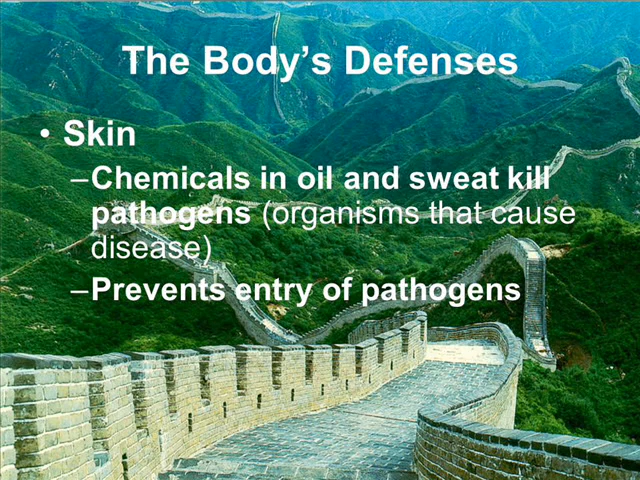 The Body’s Defenses
• Skin
–Chemicals in oil and sweat kill
pathogens (organisms that cause
disease)
–Prevents entry of pathogens